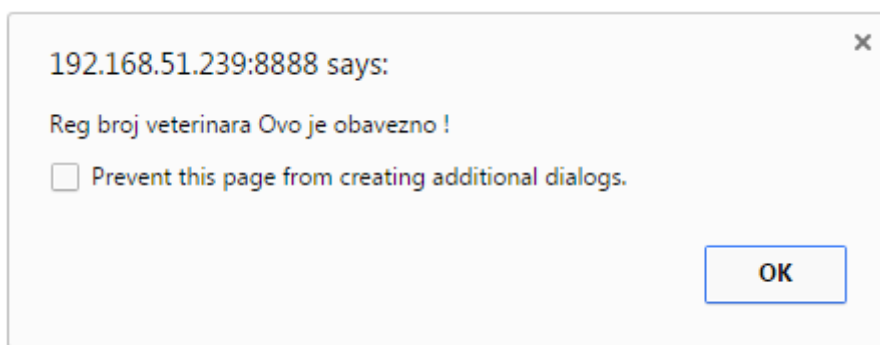 192.168.51.239:8888 says:
Reg broj veterinara Ovo je obavezno !
Prevent this page from creating additional dialogs.
OK